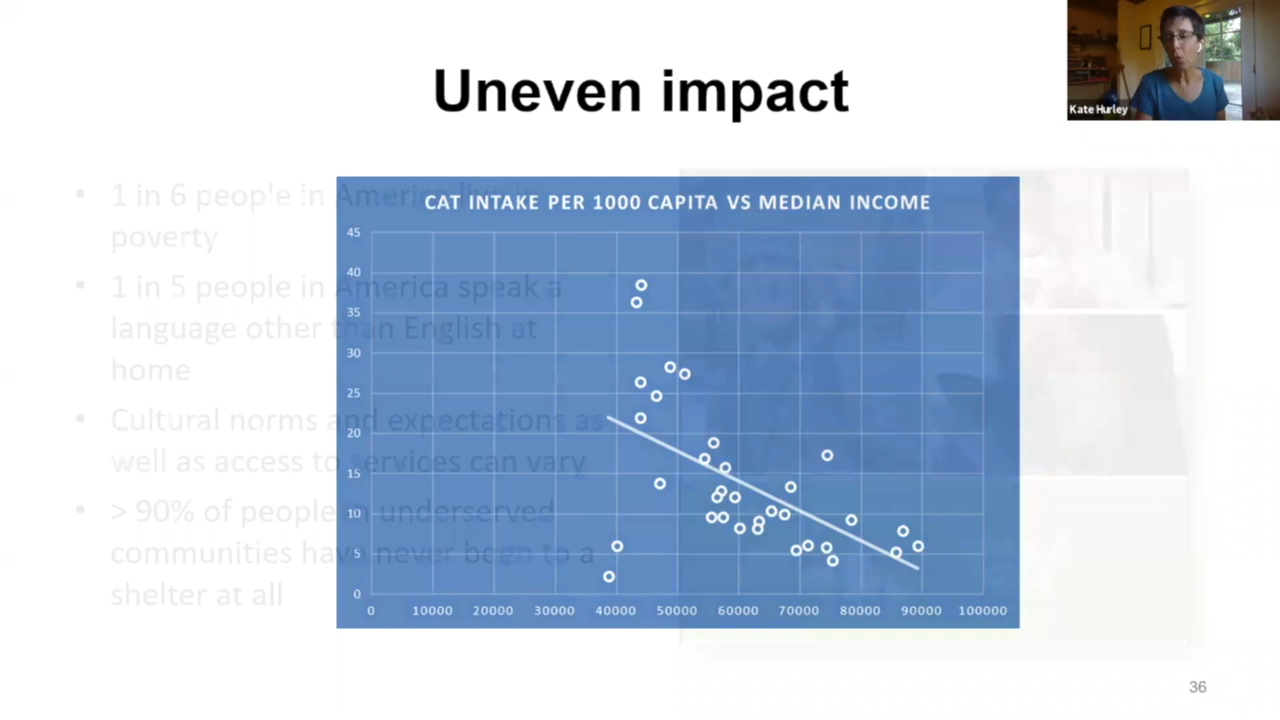 Uneven impact
Kate Hurley
• 1 in 6 people in America live in
poverty
• 1 in 5 people in America speak a
language other than English at
home
• Cultural norms and expectations as
well as access to services can vary
• > 90% of people in underserved
communities have never been to a
shelter at all
CAT INTAKE PER 1000 CAPITA VS MEDIAN INCOME
45
40
35
30
25
20
15
10
5
0
0 10000 20000 30000 40000 50000 60000 70000 80000 90000 100000
36